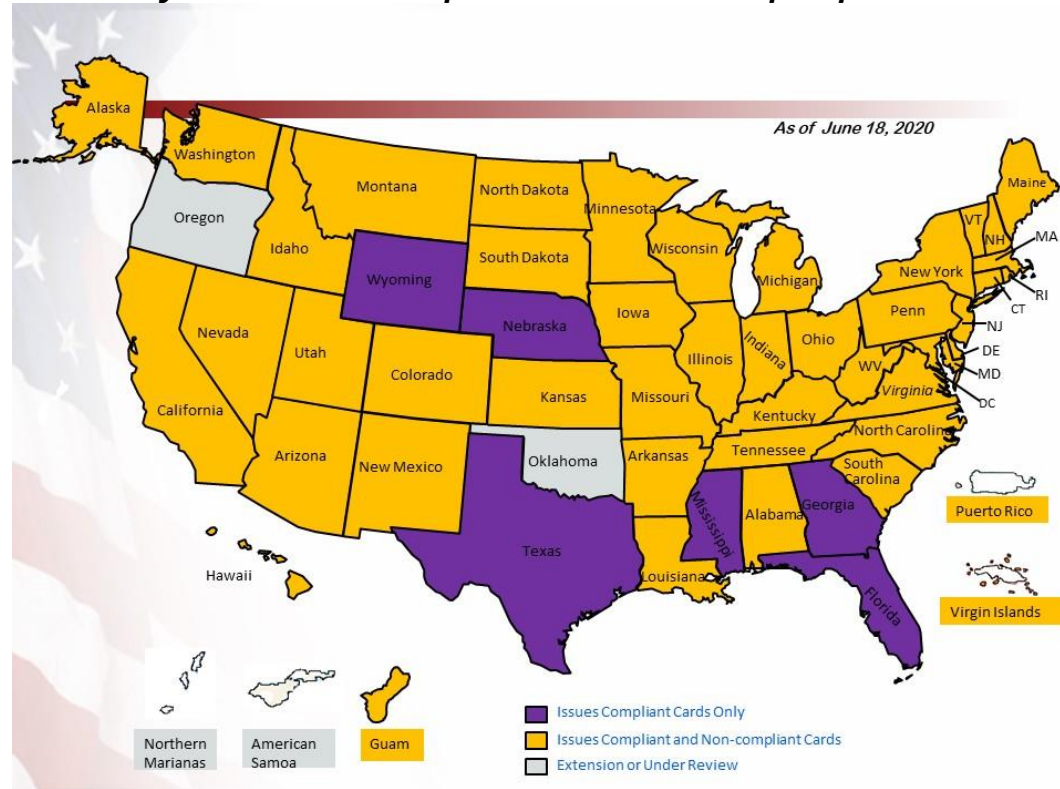 As of June 18, 2020
Alaska
Washington
Montana
North Dakota
Minnesota
Maine
Oregon
Idaho
Wyoming
South Dakota
Wisconsin
Michigan
New York
VT
NH
MA
RI
CT
Nebraska
Iowa
Penn
NJ
Nevada
Utah
Colorado
Illinois
Indiana
Ohio
WV
DE
MD
DC
California
Kansas
Missouri
Kentucky
Virginia
Arizona
New Mexico
Oklahoma
Arkansas
Tennessee
North Carolina
South
Carolina
Texas
Mississippi
Alabama
Georgia
Puerto Rico
Hawaii
Louisiana
Florida
Virgin Islands
Northern
Marianas
American
Samoa
Guam
Issues Compliant Cards Only
Issues Compliant and Non-compliant Cards
Extension or Under Review